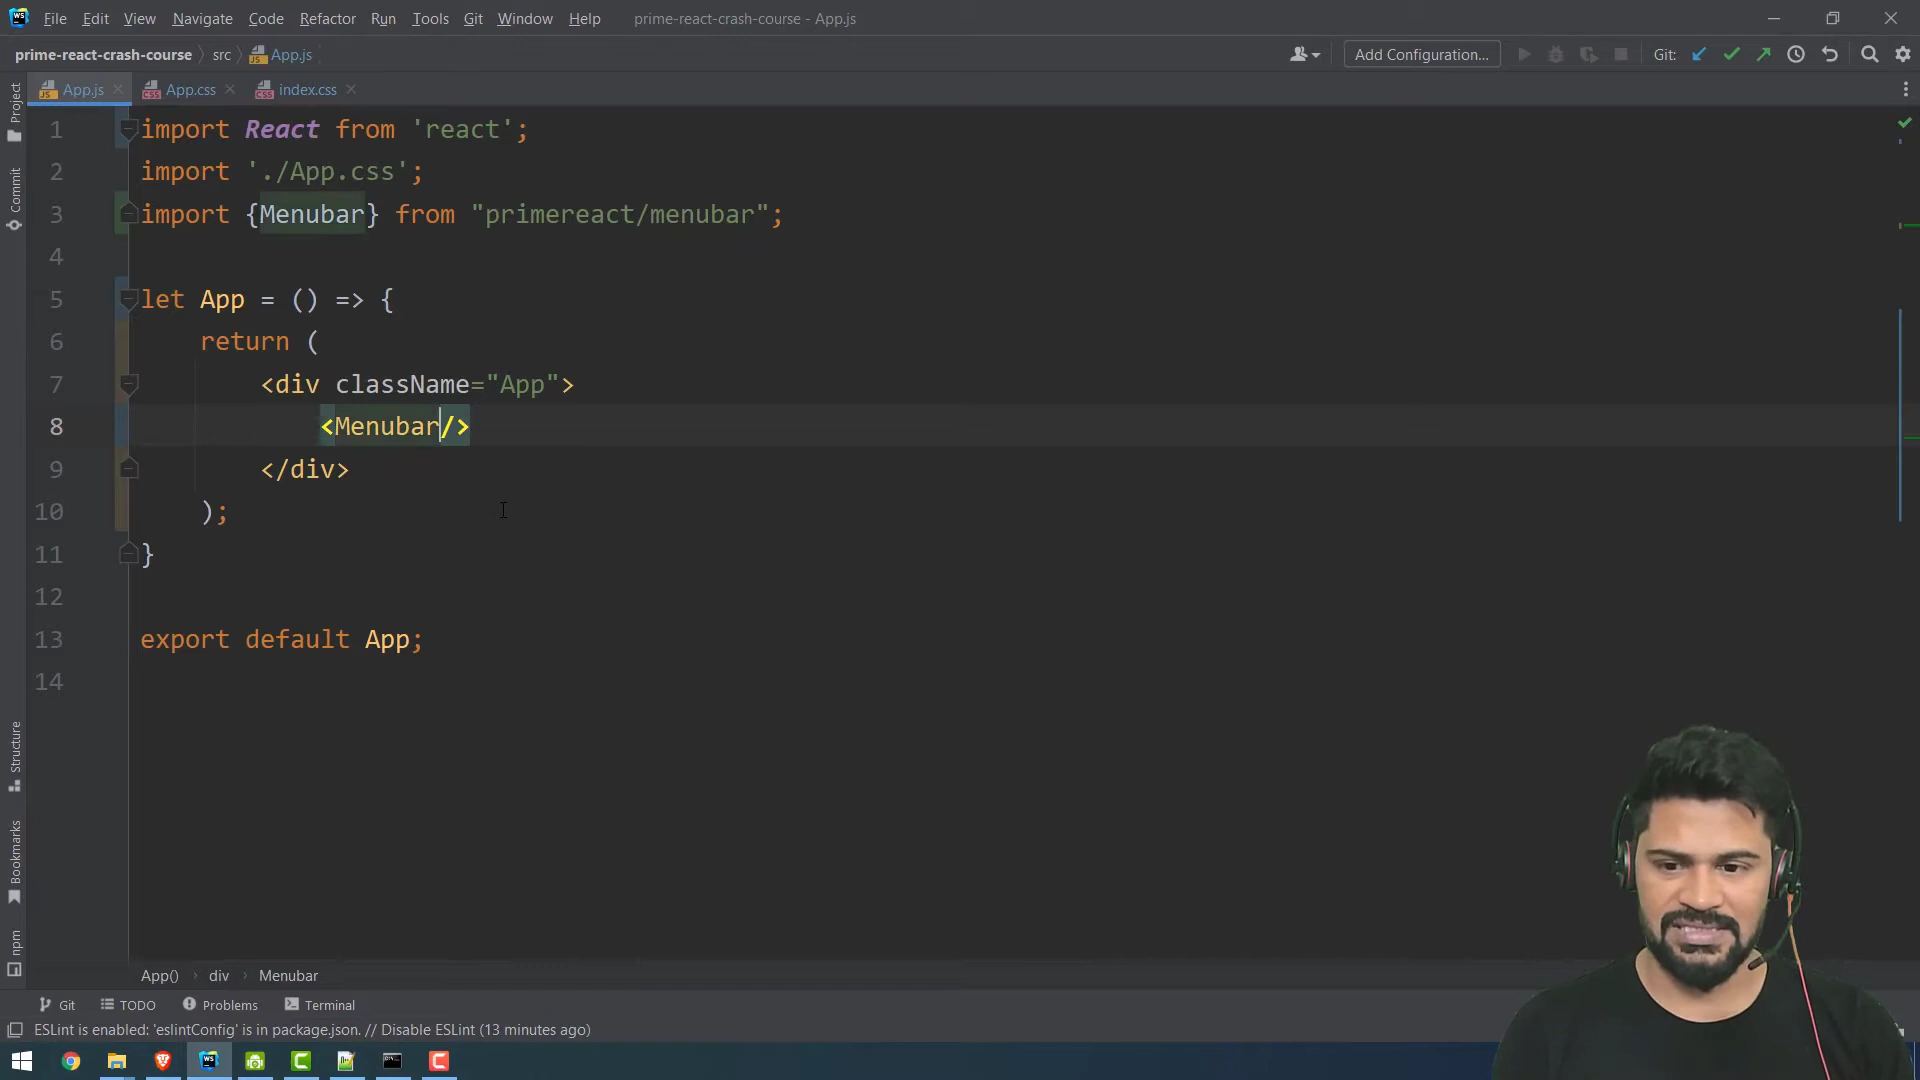 File Edit View Navigate Code Refactor Run Tools Git Window Help prime-react-crash-course - App.js
prime-react-crash-course src App.js Add Configuration... Git:
App.js App.css index.css
Project
Commit
Structure
Bookmarks
npm
1 import React from 'react';
2 import './App.css';
3 import {Menubar} from "primereact/menubar";
4
5 let App = () => {
6 return (
7 <div className="App">
8 <Menubar/>
9 </div>
10 );
11 }
12
13 export default App;
14
App() div Menubar
Git TODO Problems Terminal
ESLint is enabled: 'eslintConfig' is in package.json. // Disable ESLint (13 minutes ago)